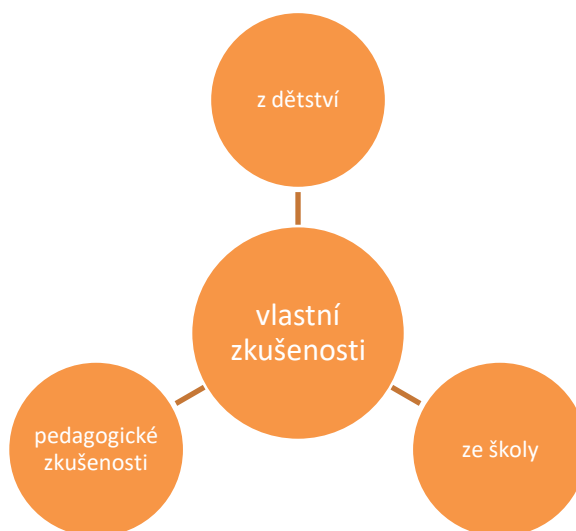 z dětství
vlastní
zkušenosti
pedagogické
zkušenosti
ze školy